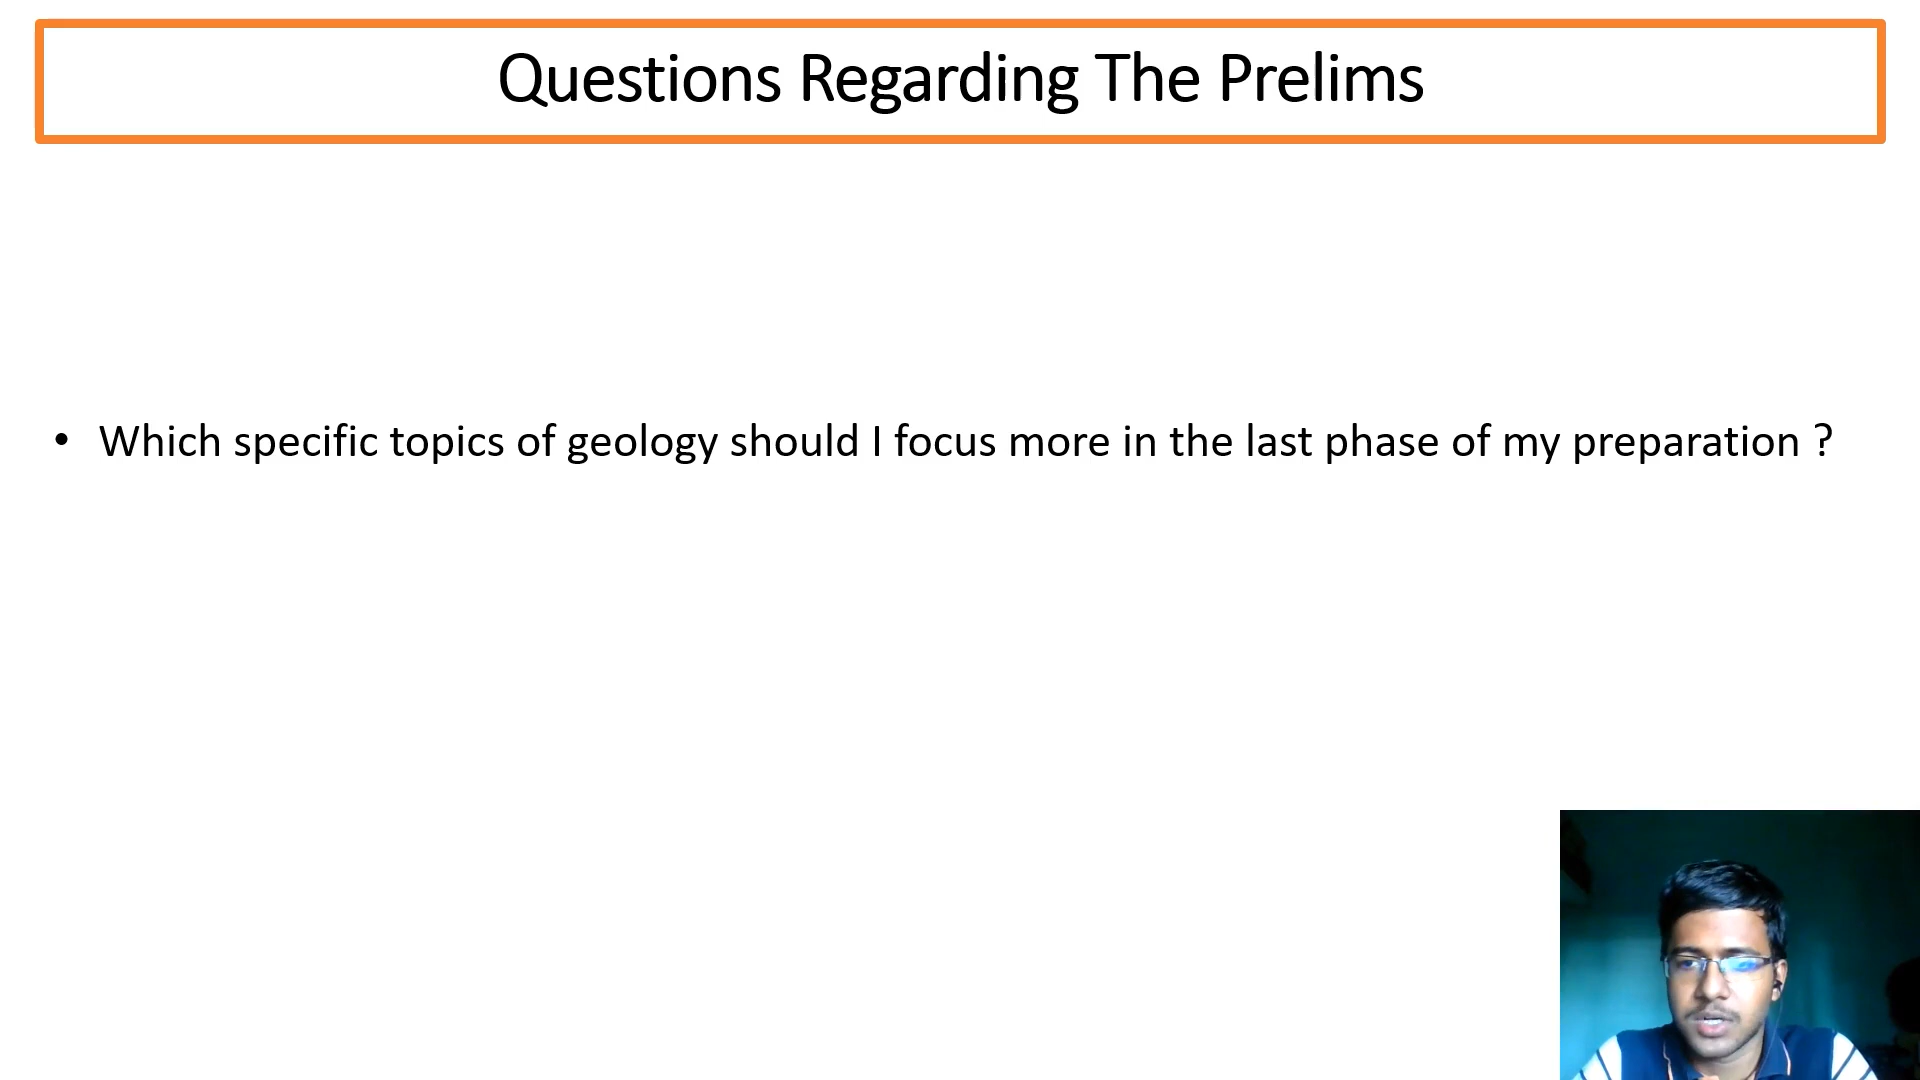 Questions Regarding The Prelims
• Which specific topics of geology should I focus more in the last phase of my preparation ?